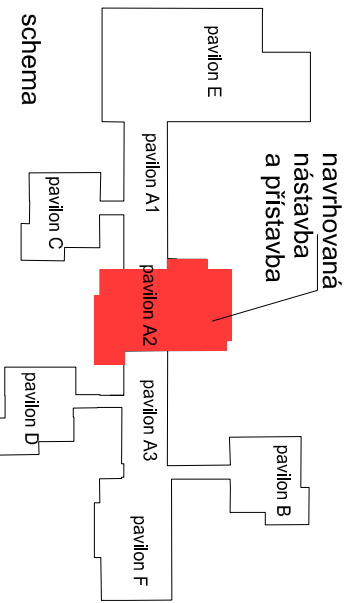 navrhovaná
nástavba
a přístavba
schema
pavilon E
pavilon A1
pavilon C
pavilon A2
pavilon A3
pavilon D
pavilon B
pavilon F